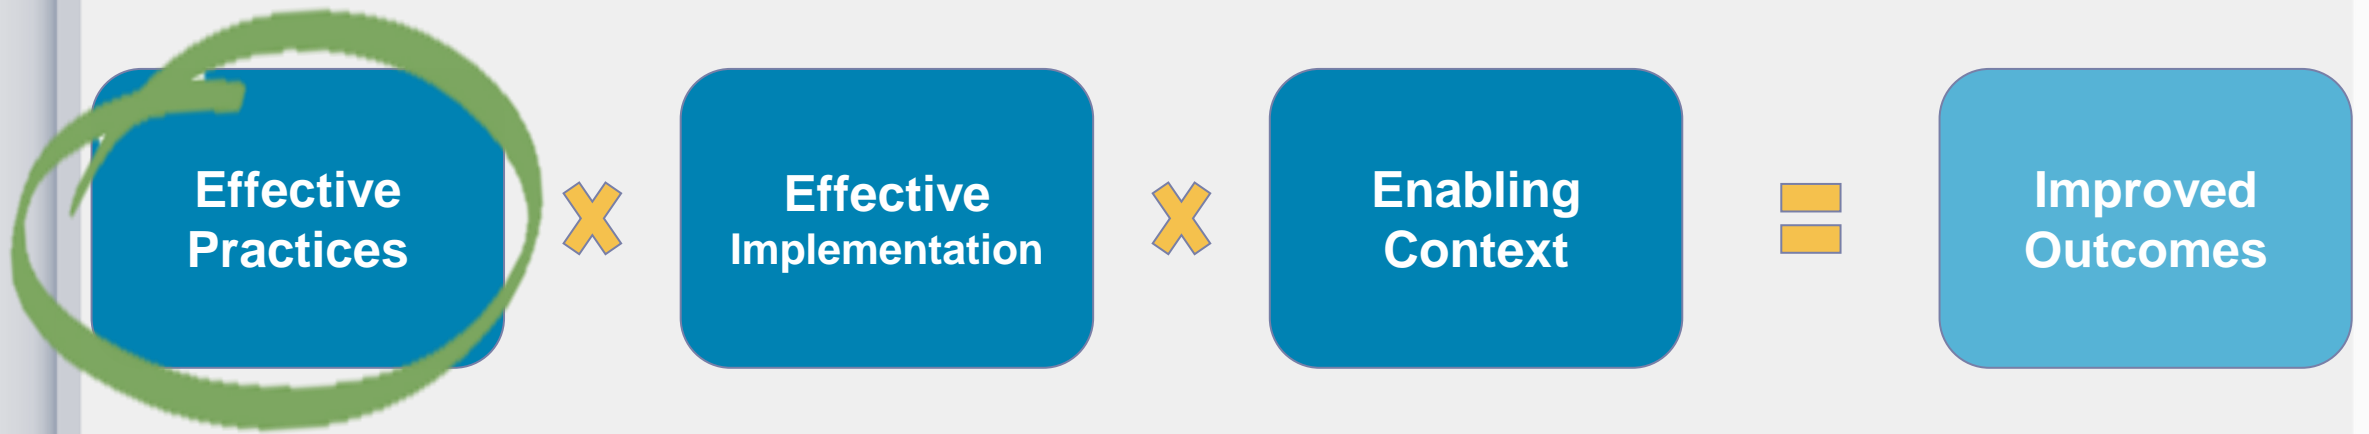 Effective
Practices
Effective
Implementation
Enabling
Context
Improved
Outcomes